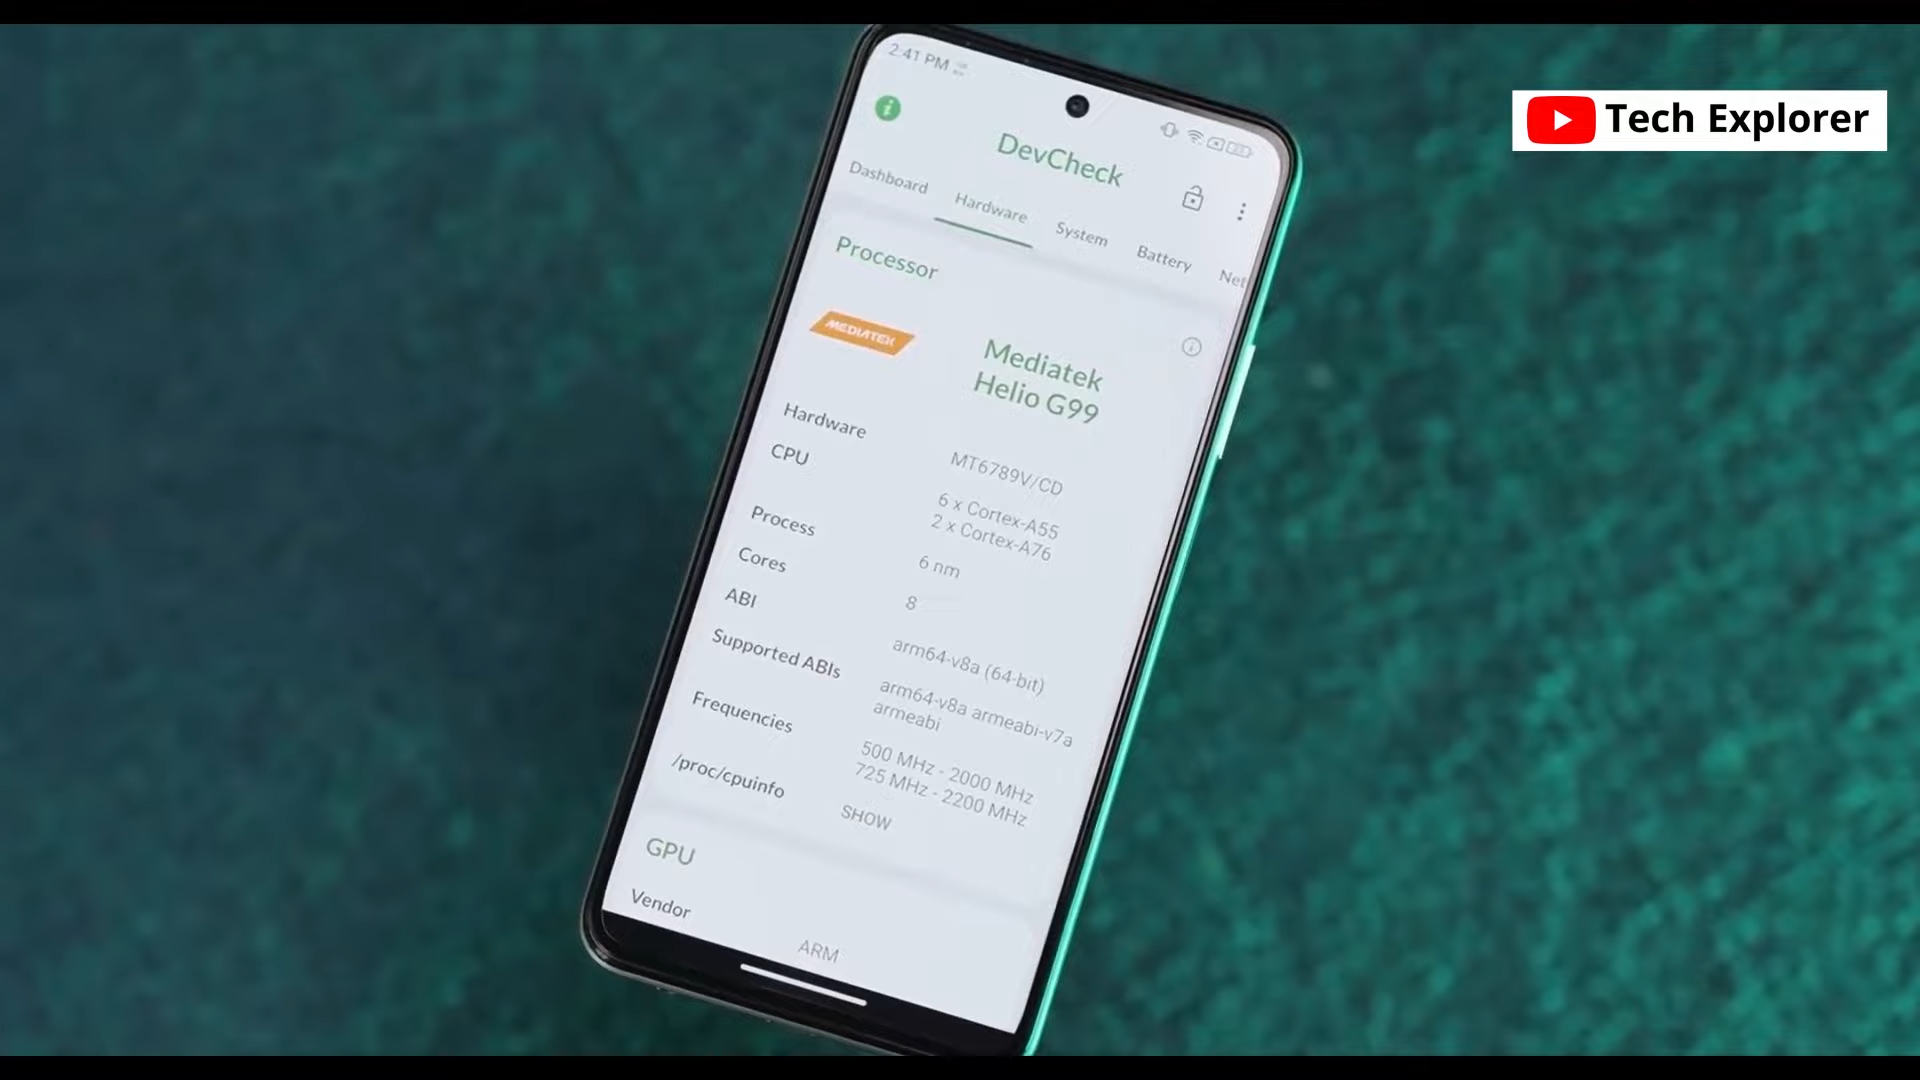 Tech Explorer
2:41 PM
DevCheck
Dashboard
Hardware
System
Battery
Net
Processor
MEDIATEK
Mediatek
Helio G99
Hardware
MT6789V/CD
CPU
6 x Cortex-A55
2 x Cortex-A76
Process
6 nm
Cores
8
ABI
arm64-v8a (64-bit)
Supported ABIs
arm64-v8a armeabi-v7a
armeabi
Frequencies
500 MHz - 2000 MHz
725 MHz - 2200 MHz
/proc/cpuinfo
SHOW
GPU
Vendor
ARM